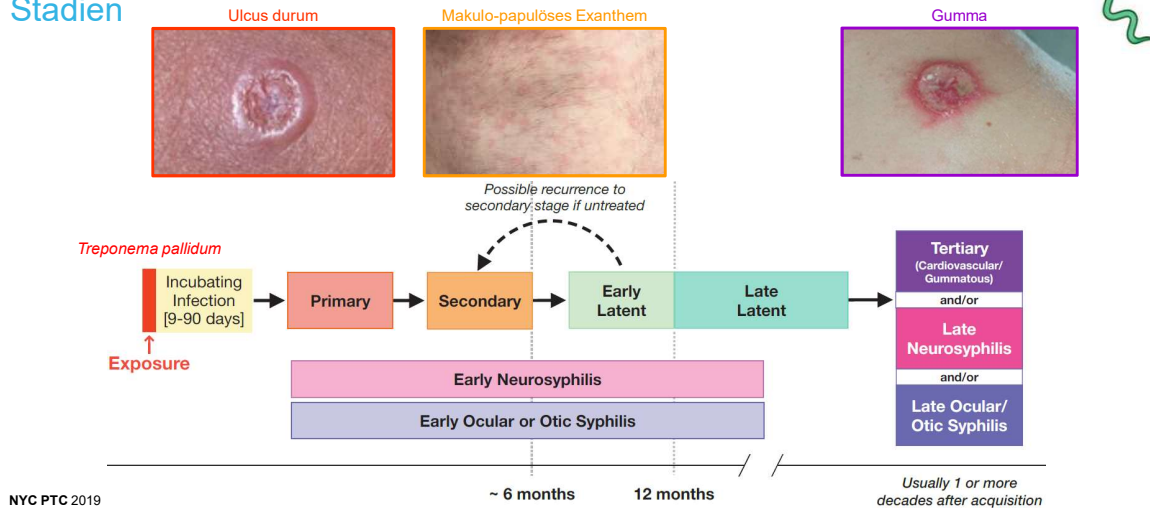 Stadien
Ulcus durum
Makulo-papulöses Exanthem
Gumma
Possible recurrence to
secondary stage if untreated
Treponema pallidum
Incubating
Infection
[9-90 days]
Primary
Secondary
Early
Latent
Late
Latent
Tertiary
(Cardiovascular/
Gummatous)
and/or
Late
Neurosyphilis
and/or
Late Ocular/
Otic Syphilis
Exposure
Early Neurosyphilis
Early Ocular or Otic Syphilis
~ 6 months
12 months
Usually 1 or more
decades after acquisition
NYC PTC 2019